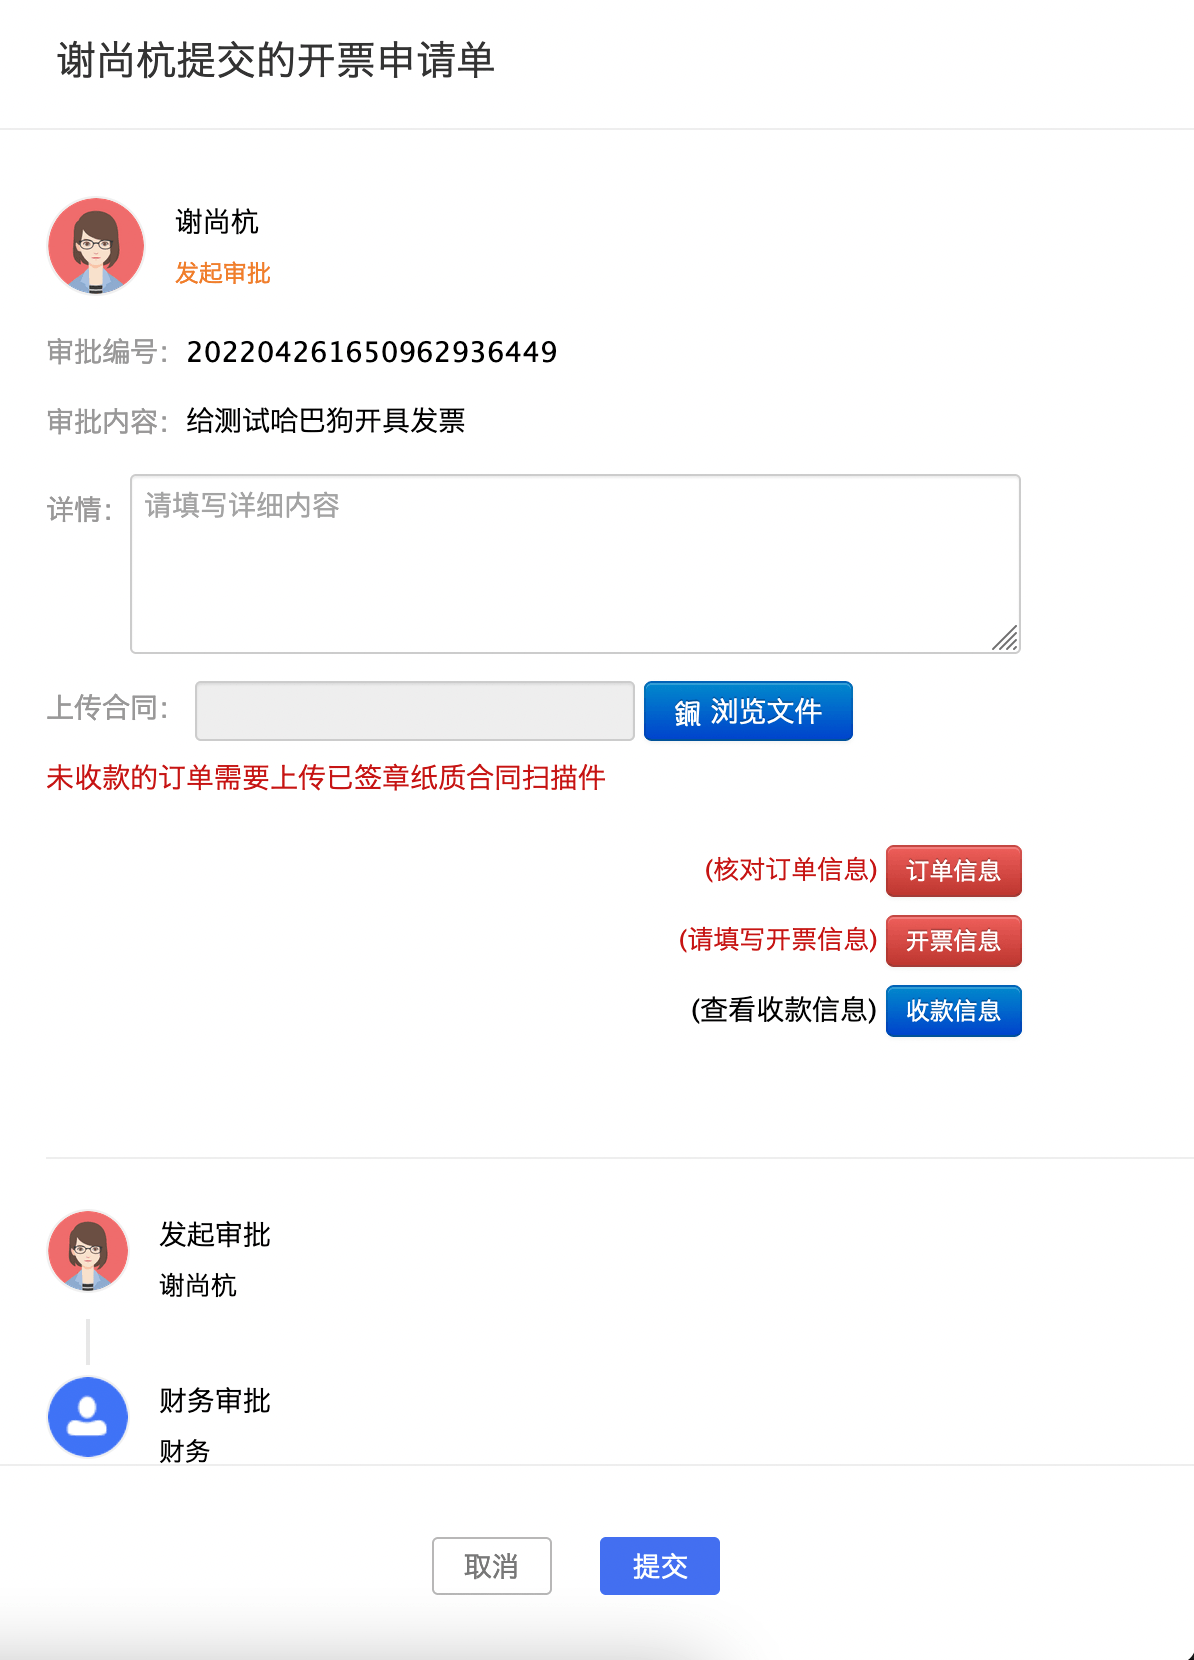 谢尚杭提交的开票申请单
谢尚杭
发起审批
审批编号：202204261650962936449
审批内容：给测试哈巴狗开具发票
详情：
请填写详细内容
上传合同：
鎺 浏览文件
未收款的订单需要上传已签章纸质合同扫描件
(核对订单信息) 订单信息
(请填写开票信息) 开票信息
(查看收款信息) 收款信息
发起审批
谢尚杭
财务审批
财务
取消 提交